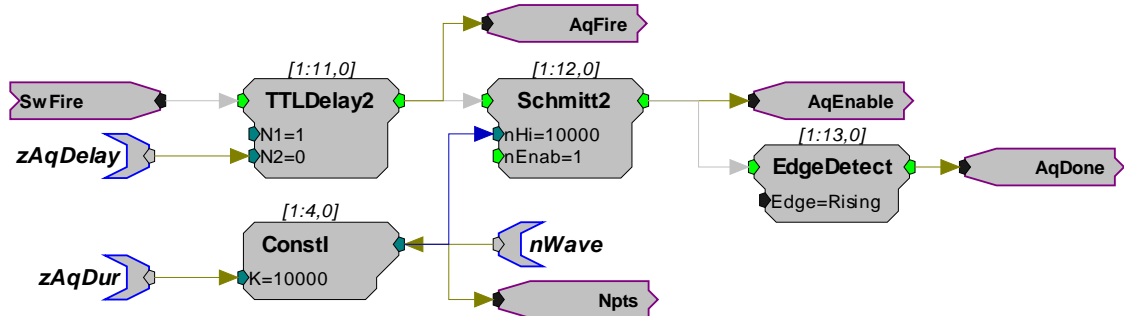 AqFire
[1:11,0]
[1:12,0]
SwFire
TTLDelay2
Schmitt2
AqEnable
N1=1
nHi=10000
[1:13,0]
zAqDelay
N2=0
nEnab=1
EdgeDetect
AqDone
Edge=Rising
[1:4,0]
ConstI
nWave
zAqDur
K=10000
Npts